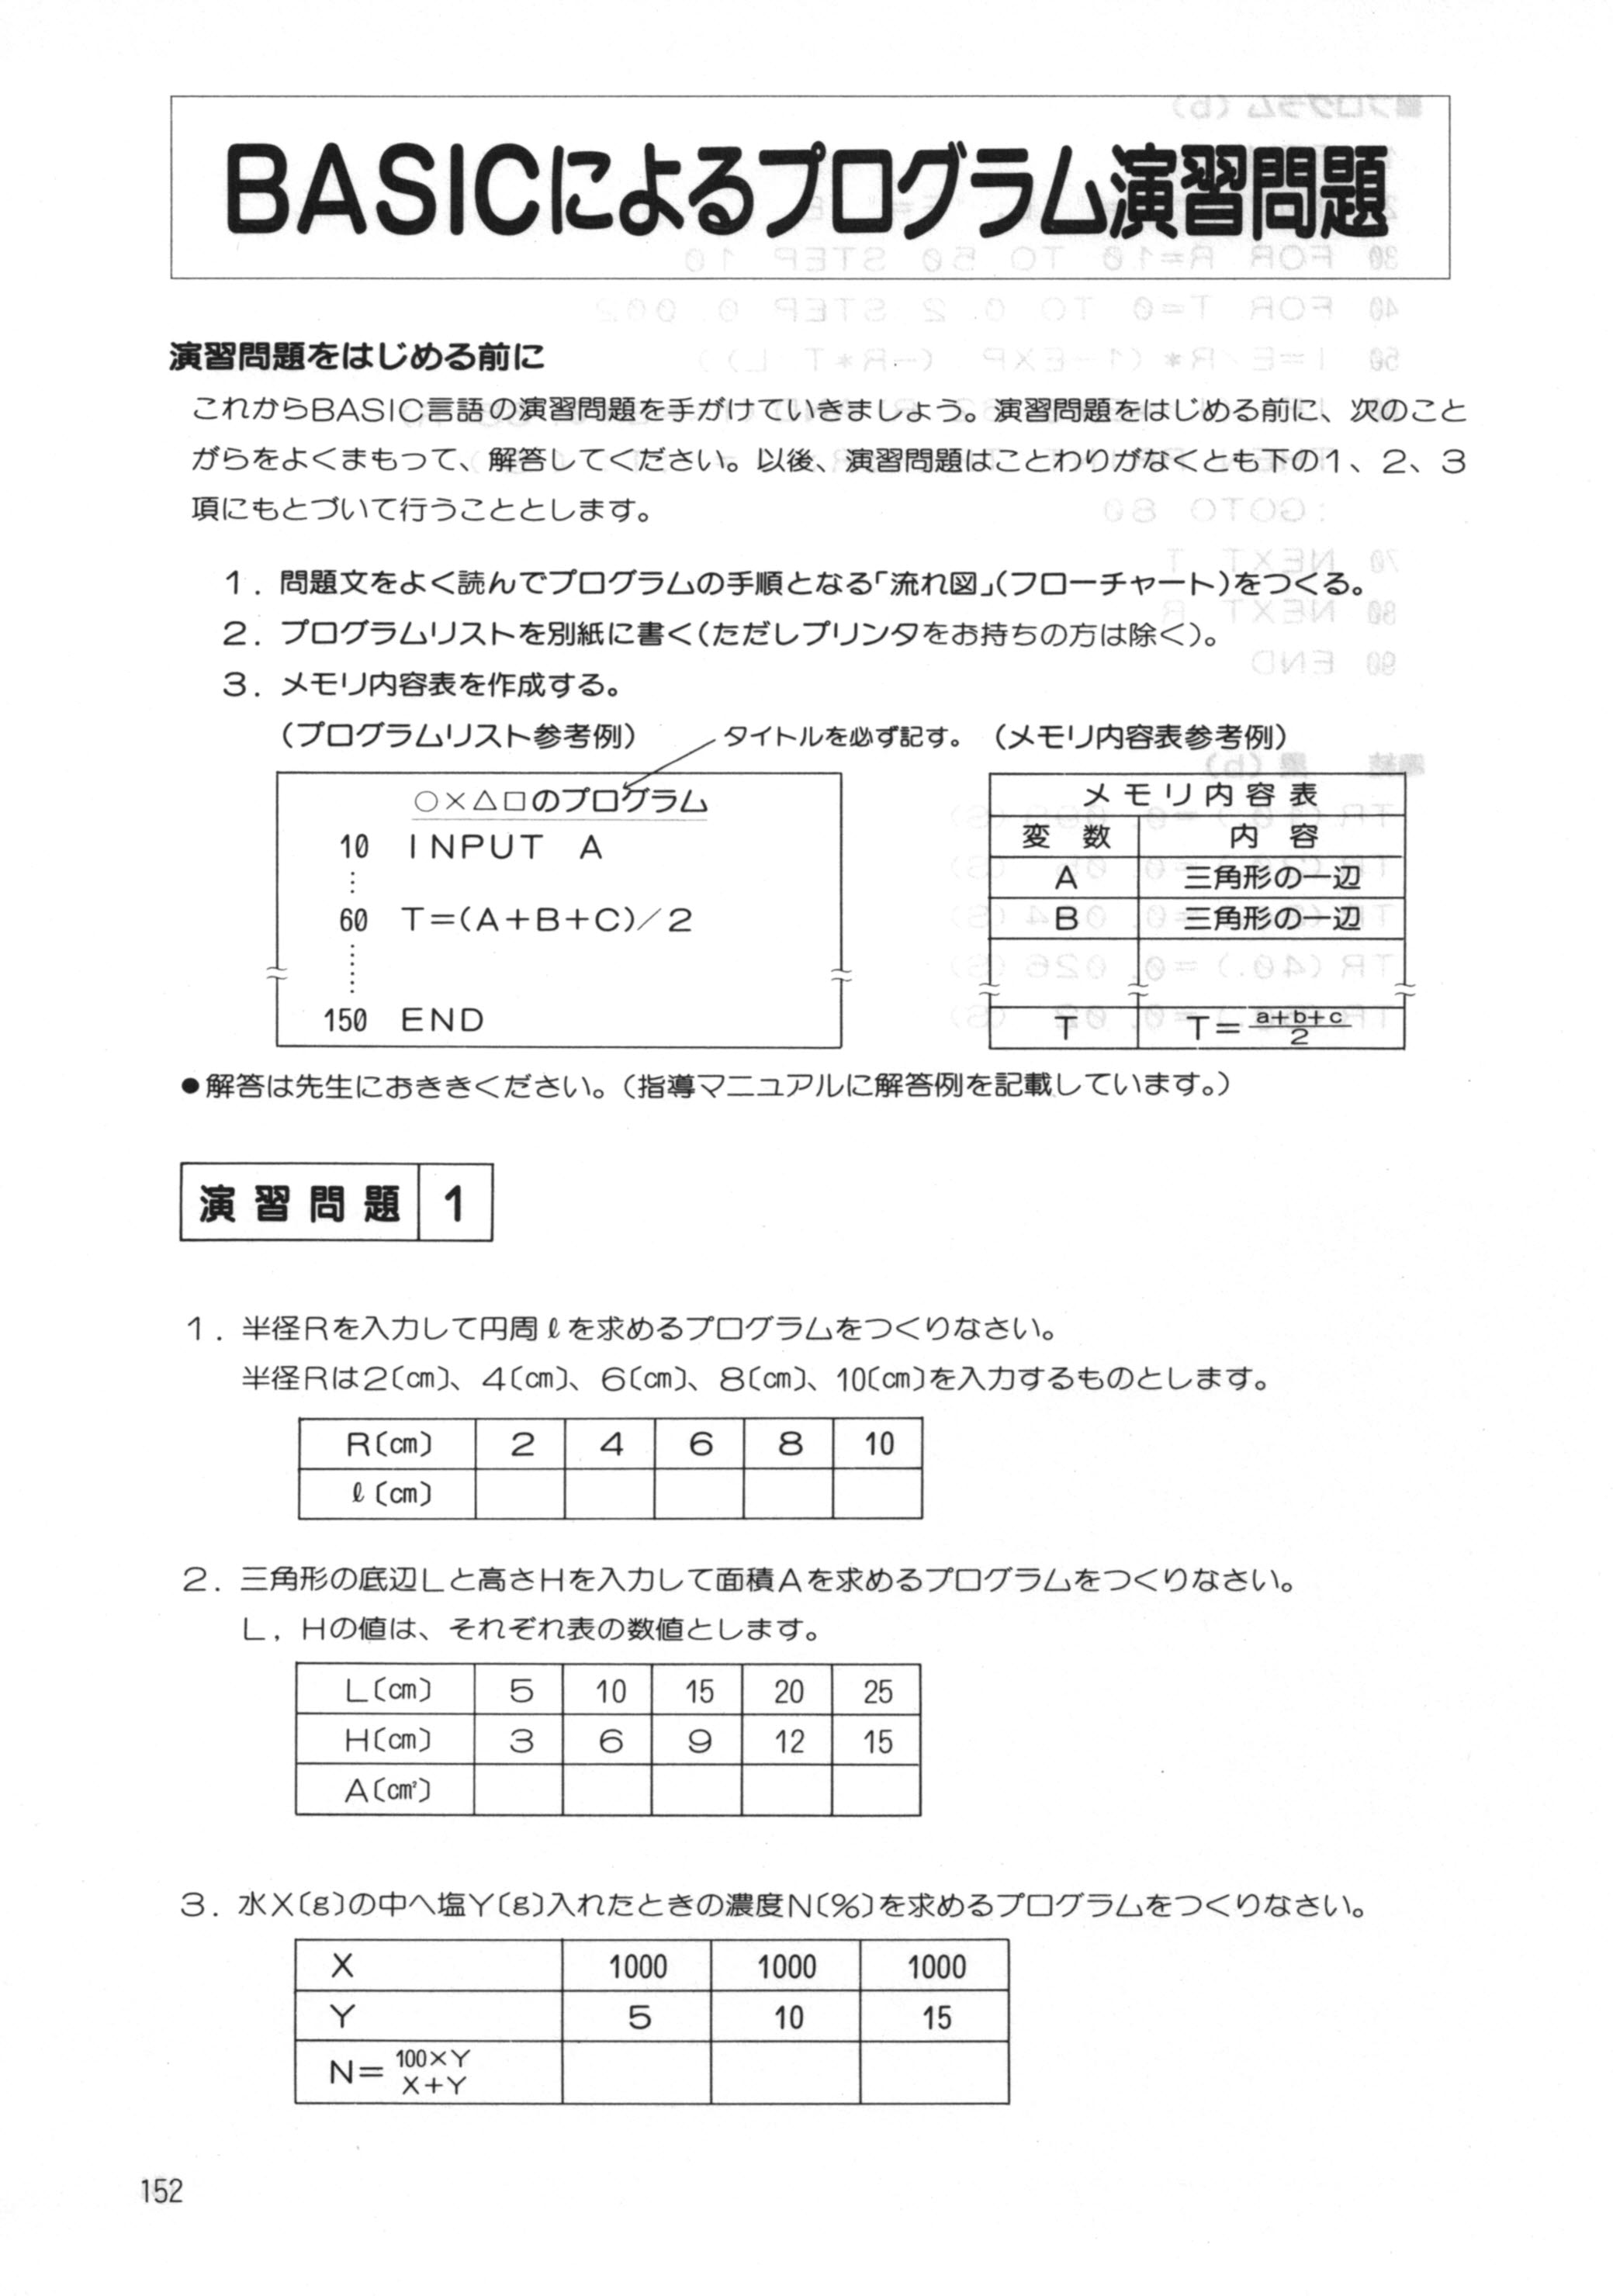 BASICによるプログラム演習問題
演習問題をはじめる前に
これからBASIC言語の演習問題を手がけていきましょう。演習問題をはじめる前に、次のこと
がらをよくまもって、解答してください。以後、演習問題はことわりがなくとも下の1、2、3
項にもとづいて行うこととします。
1. 問題文をよく読んでプログラムの手順となる「流れ図」(フローチャート)をつくる。
2. プログラムリストを別紙に書く(ただしプリンタをお持ちの方は除く)。
3. メモリ内容表を作成する。
(プログラムリスト参考例) タイトルを必ず記す。 (メモリ内容表参考例)
○×△□のプログラム
10 INPUT A
60 T=(A+B+C)/2
150 END
メモリ内容表
変数 内容
A 三角形の一辺
B 三角形の一辺
T T= a+b+c
2
●解答は先生におききください。(指導マニュアルに解答例を記載しています。)
演習問題 1
1. 半径Rを入力して円周ℓを求めるプログラムをつくりなさい。
半径Rは2〔㎝〕、4〔㎝〕、6〔㎝〕、8〔㎝〕、10〔㎝〕を入力するものとします。
R〔㎝〕 2 4 6 8 10
ℓ〔㎝〕
2. 三角形の底辺Lと高さHを入力して面積Aを求めるプログラムをつくりなさい。
L, Hの値は、それぞれ表の数値とします。
L〔㎝〕 5 10 15 20 25
H〔㎝〕 3 6 9 12 15
A〔㎠〕
3. 水X〔g〕の中へ塩Y〔g〕入れたときの濃度N〔%〕を求めるプログラムをつくりなさい。
X 1000 1000 1000
Y 5 10 15
N= 100×Y
X+Y
152